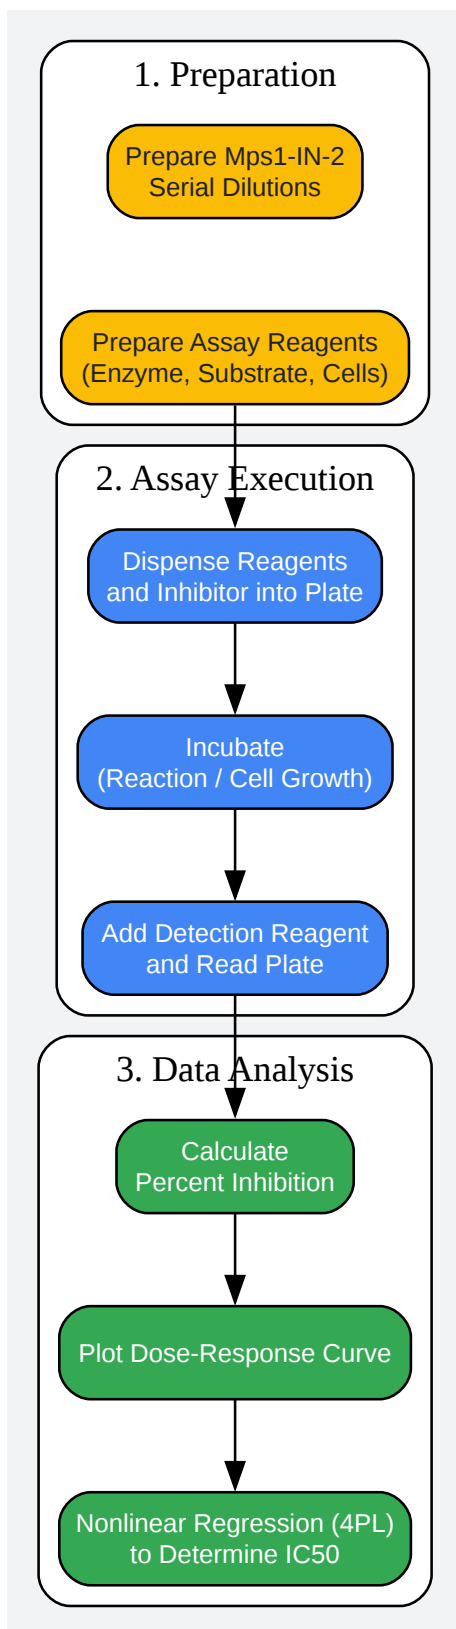 1. Preparation
Prepare Mps1-IN-2
Serial Dilutions
Prepare Assay Reagents
(Enzyme, Substrate, Cells)
2. Assay Execution
Dispense Reagents
and Inhibitor into Plate
Incubate
(Reaction / Cell Growth)
Add Detection Reagent
and Read Plate
3. Data Analysis
Calculate
Percent Inhibition
Plot Dose-Response Curve
Nonlinear Regression (4PL)
to Determine IC50